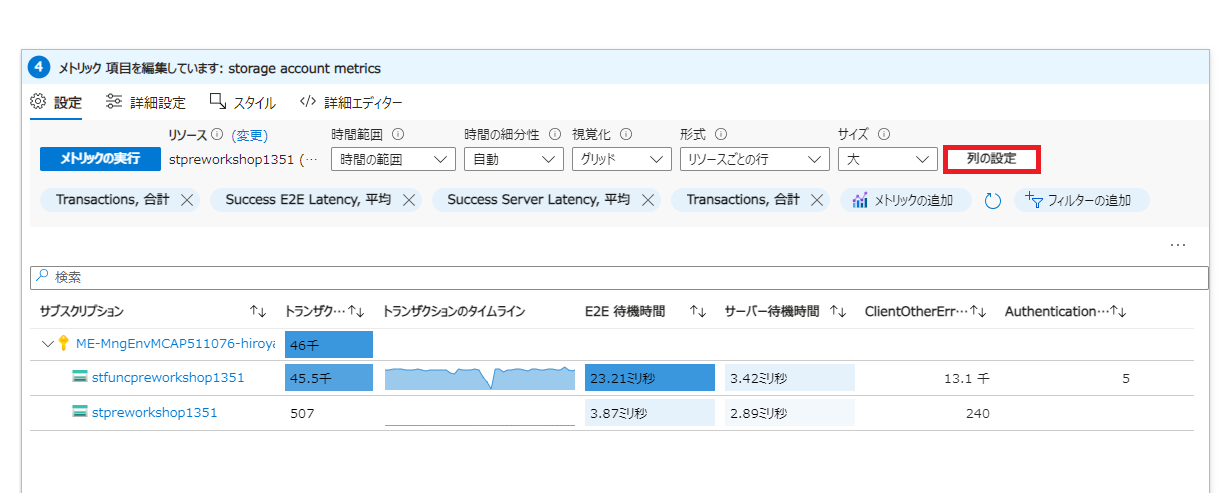 4 メトリック 項目を編集しています: storage account metrics
設定 詳細設定 スタイル </> 詳細エディター
リソース (変更) 時間範囲 時間の細分性 視覚化 形式 サイズ
メトリックの実行 stpreworkshop1351 (… 時間の範囲 自動 グリッド リソースごとの行 大 列の設定
Transactions, 合計 Success E2E Latency, 平均 Success Server Latency, 平均 Transactions, 合計 メトリックの追加 フィルターの追加
…
検索
サブスクリプション トランザク… トランザクションのタイムライン E2E 待機時間 サーバー待機時間 ClientOtherErr… Authentication…
ME-MngEnvMCAP511076-hiroya 46千
stfuncpreworkshop1351 45.5千 23.21ミリ秒 3.42ミリ秒 13.1 千 5
stpreworkshop1351 507 3.87ミリ秒 2.89ミリ秒 240